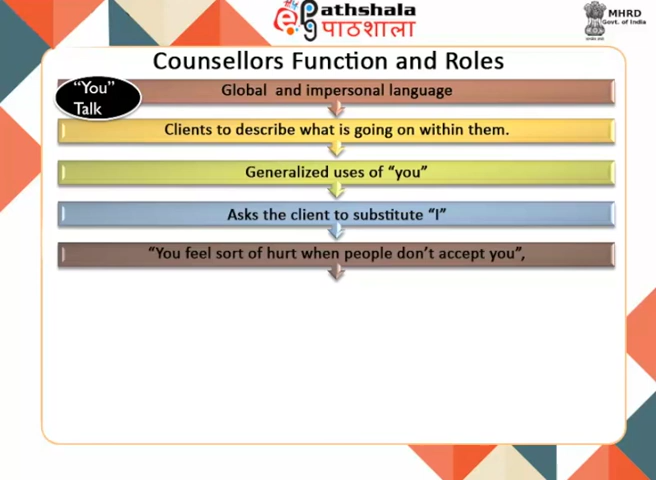 Pathshala
पाठशाला
MHRD
Govt. of India
Counsellors Function and Roles
"You"
Talk
Global and impersonal language
Clients to describe what is going on within them.
Generalized uses of "you"
Asks the client to substitute "I"
"You feel sort of hurt when people don't accept you",